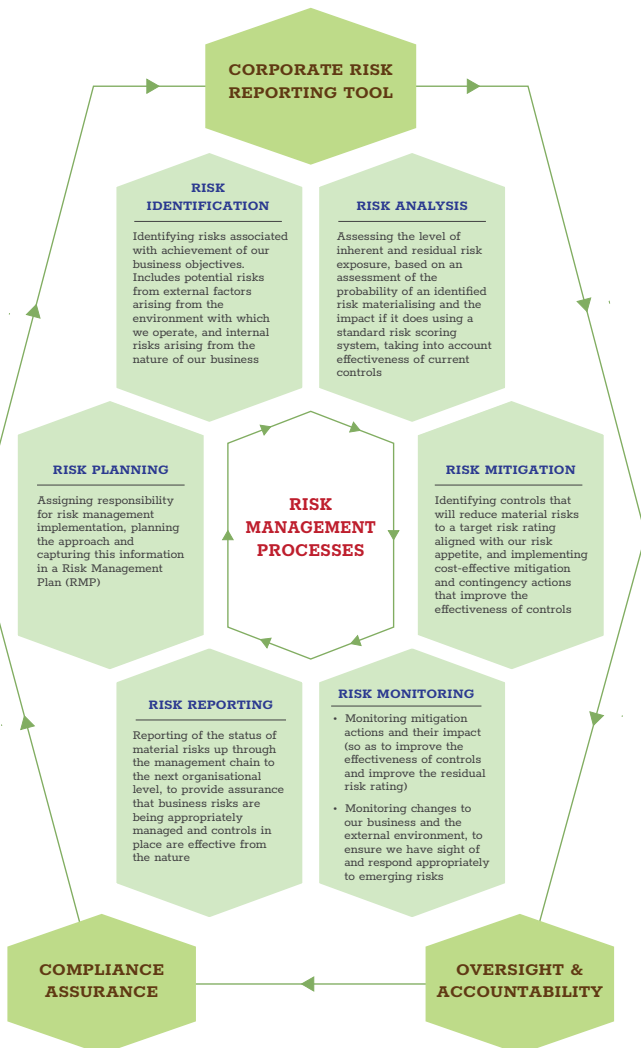 CORPORATE RISK
REPORTING TOOL
RISK
IDENTIFICATION
Identifying risks associated
with achievement of our
business objectives.
Includes potential risks
from external factors
arising from the
environment with which
we operate, and internal
risks arising from the
nature of our business
RISK ANALYSIS
Assessing the level of
inherent and residual risk
exposure, based on an
assessment of the
probability of an identified
risk materialising and the
impact if it does using a
standard risk scoring
system, taking into account
effectiveness of current
controls
RISK PLANNING
Assigning responsibility
for risk management
implementation, planning
the approach and
capturing this information
in a Risk Management
Plan (RMP)
RISK
MANAGEMENT
PROCESSES
RISK MITIGATION
Identifying controls that
will reduce material risks
to a target risk rating
aligned with our risk
appetite, and implementing
cost-effective mitigation
and contingency actions
that improve the
effectiveness of controls
RISK REPORTING
Reporting of the status of
material risks up through
the management chain to
the next organisational
level, to provide assurance
that business risks are
being appropriately
managed and controls in
place are effective from
the nature
RISK MONITORING
• Monitoring mitigation
actions and their impact
(so as to improve the
effectiveness of controls
and improve the residual
risk rating)
• Monitoring changes to
our business and the
external environment, to
ensure we have sight of
and respond appropriately
to emerging risks
COMPLIANCE
ASSURANCE
OVERSIGHT &
ACCOUNTABILITY